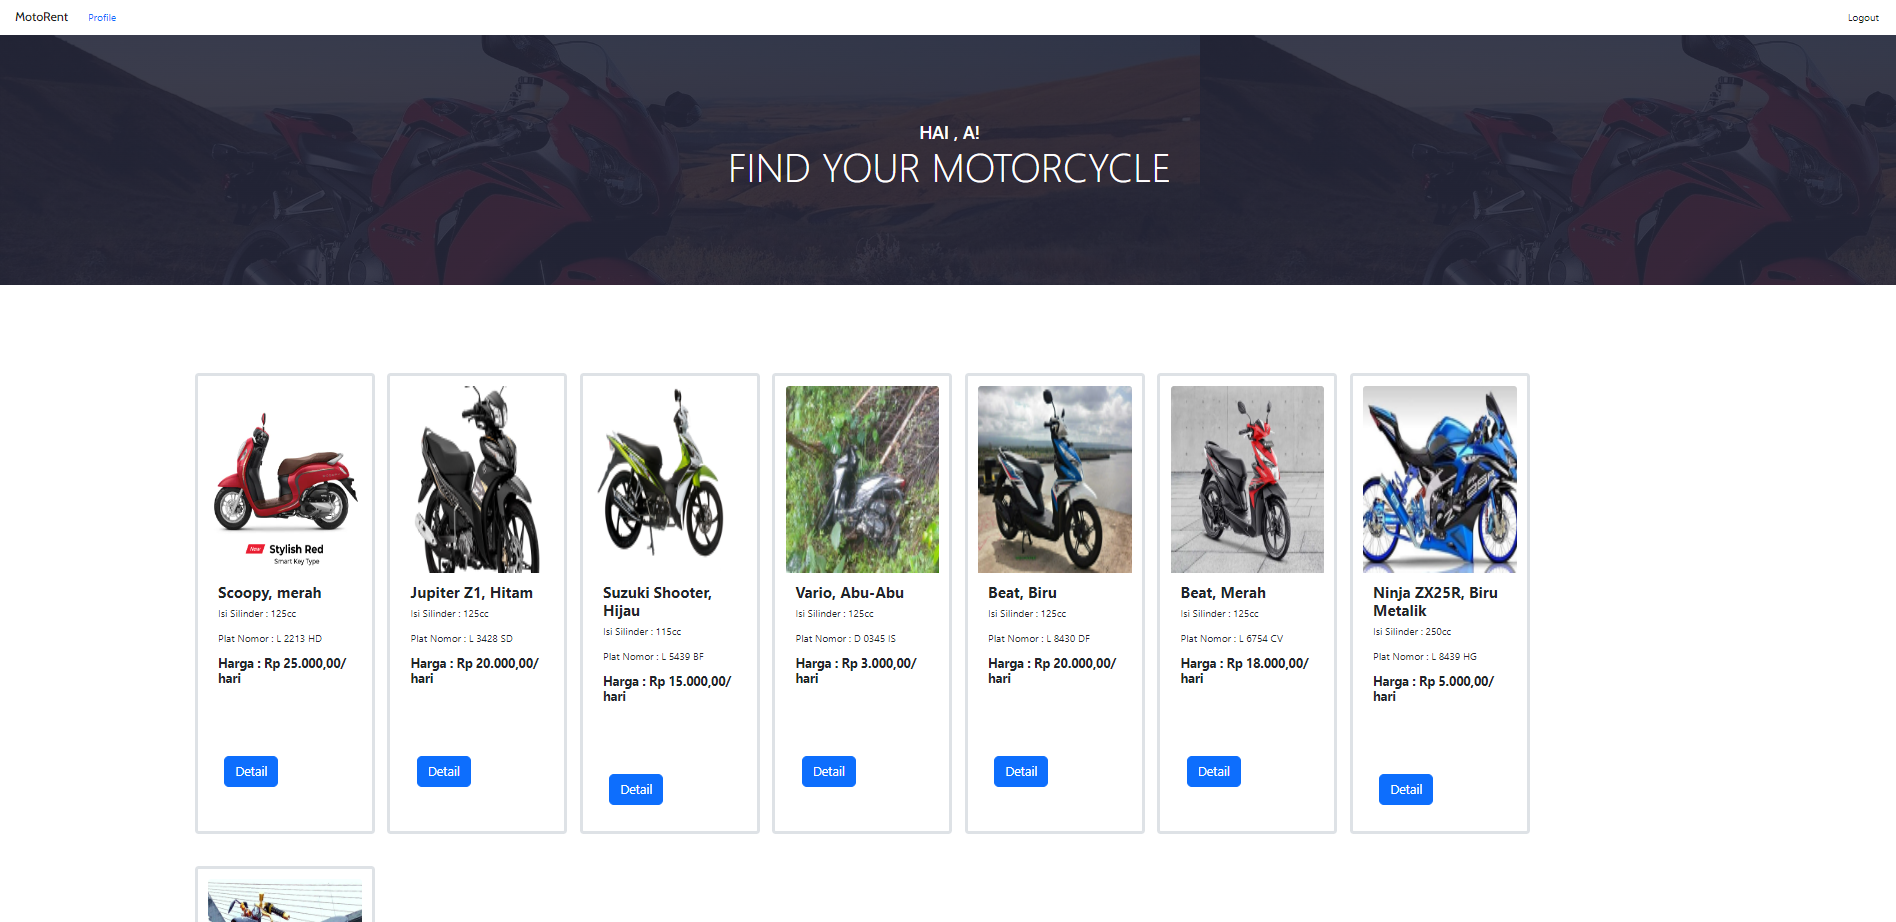 MotoRent Profile Logout
HAI , A!
FIND YOUR MOTORCYCLE
New Stylish Red
Smart Key Type
Scoopy, merah
Isi Silinder : 125cc
Plat Nomor : L 2213 HD
Harga : Rp 25.000,00/
hari
Detail
Jupiter Z1, Hitam
Isi Silinder : 125cc
Plat Nomor : L 3428 SD
Harga : Rp 20.000,00/
hari
Detail
Suzuki Shooter,
Hijau
Isi Silinder : 115cc
Plat Nomor : L 5439 BF
Harga : Rp 15.000,00/
hari
Detail
Vario, Abu-Abu
Isi Silinder : 125cc
Plat Nomor : D 0345 IS
Harga : Rp 3.000,00/
hari
Detail
Beat, Biru
Isi Silinder : 125cc
Plat Nomor : L 8430 DF
Harga : Rp 20.000,00/
hari
Detail
Beat, Merah
Isi Silinder : 125cc
Plat Nomor : L 6754 CV
Harga : Rp 18.000,00/
hari
Detail
Ninja ZX25R, Biru
Metalik
Isi Silinder : 250cc
Plat Nomor : L 8439 HG
Harga : Rp 5.000,00/
hari
Detail